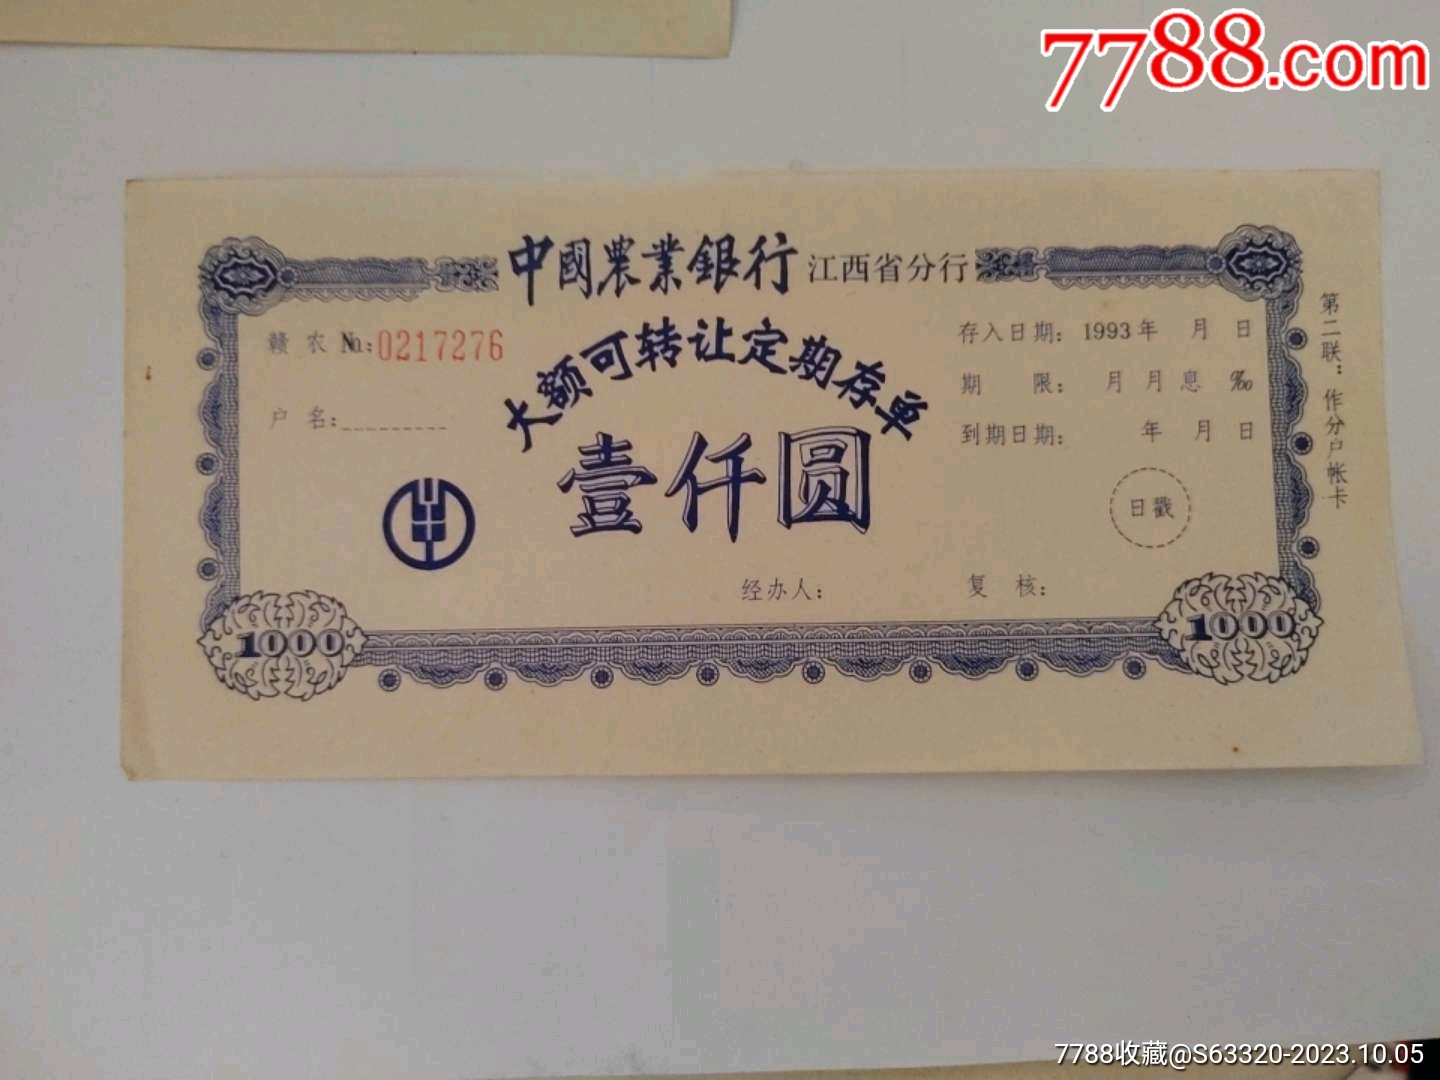 7788.com
中國農業銀行 江西省分行
赣农 №:0217276
大额可转让定期存单
存入日期: 1993年 月 日
期 限: 月 月息 ‰
户名:
壹仟圆
到期日期: 年 月 日
日戳
经办人:
复核:
第二联:作分户帐卡
1000
1000
7788收藏@S63320-2023.10.05